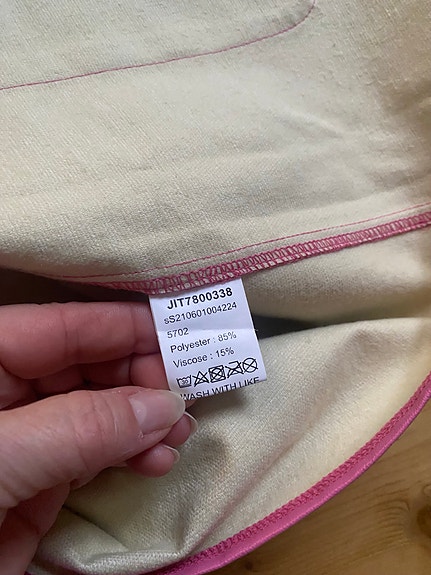 JIT7800338
sS210601004224
5702
Polyester : 85%
Viscose : 15%
WASH WITH LIKE